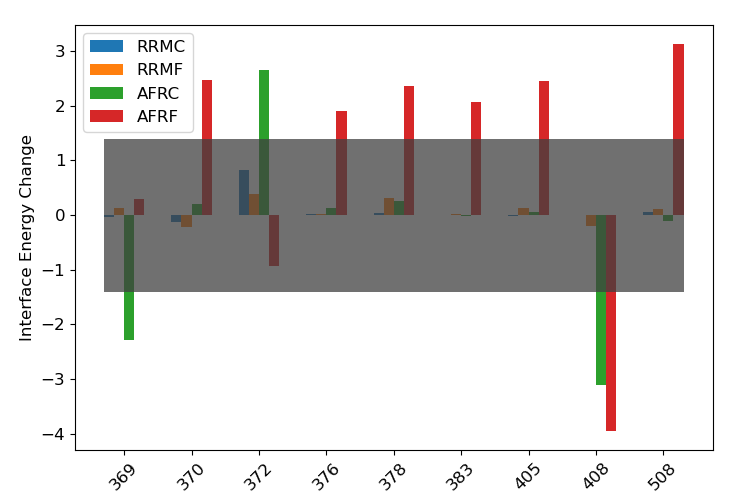 RRMC
RRMF
AFRC
AFRF
Interface Energy Change
3
2
1
0
−1
−2
−3
−4
369 370 372 376 378 383 405 408 508